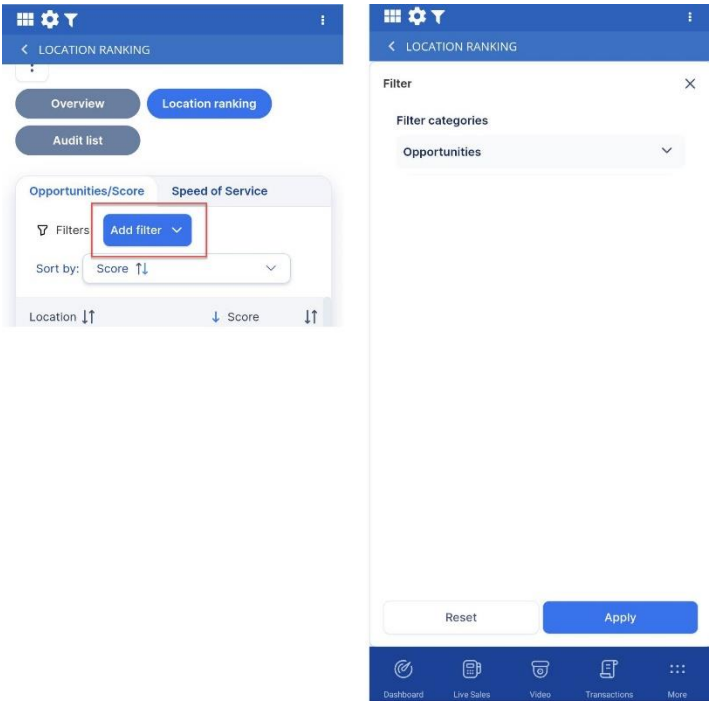 LOCATION RANKING
Overview
Location ranking
Audit list
Opportunities/Score
Speed of Service
Filters
Add filter
Sort by:
Score
Location
Score
LOCATION RANKING
Filter
Filter categories
Opportunities
Reset
Apply
Dashboard
Live Sales
Video
Transactions
More